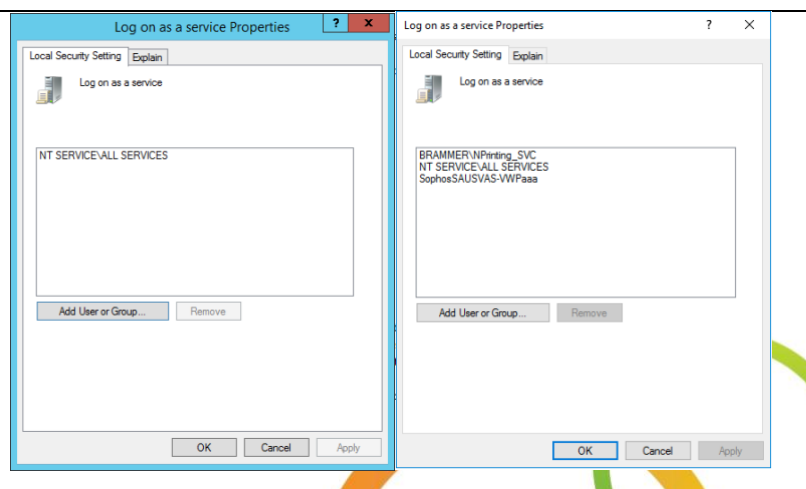 Log on as a service Properties
?
x
Local Security Setting
Explain
Log on as a service
NT SERVICE\ALL SERVICES
Add User or Group...
Remove
OK
Cancel
Apply
Log on as a service Properties
?
Local Security Setting
Explain
Log on as a service
BRAMMER\NPrinting_SVC
NT SERVICE\ALL SERVICES
SophosSAUSVAS-VWPaaa
Add User or Group...
Remove
OK
Cancel
Apply